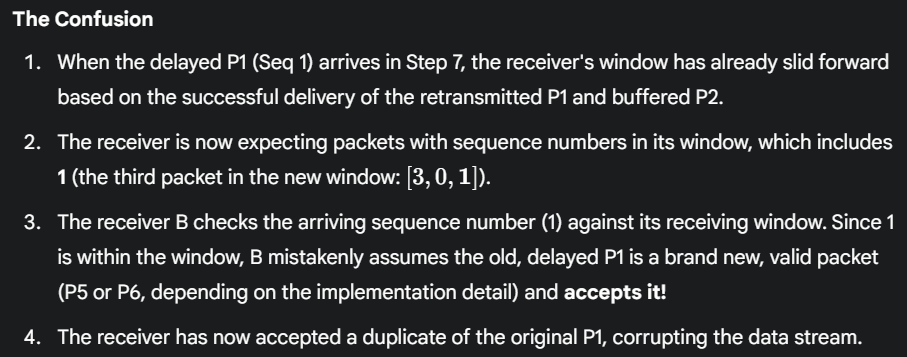 The Confusion
1. When the delayed P1 (Seq 1) arrives in Step 7, the receiver's window has already slid forward
based on the successful delivery of the retransmitted P1 and buffered P2.
2. The receiver is now expecting packets with sequence numbers in its window, which includes
1 (the third packet in the new window: [3, 0, 1]).
3. The receiver B checks the arriving sequence number (1) against its receiving window. Since 1
is within the window, B mistakenly assumes the old, delayed P1 is a brand new, valid packet
(P5 or P6, depending on the implementation detail) and accepts it!
4. The receiver has now accepted a duplicate of the original P1, corrupting the data stream.